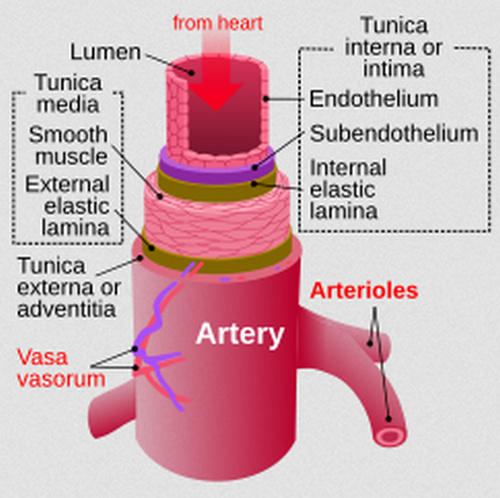 from heart
Lumen
Tunica
interna or
intima
Tunica
media
Endothelium
Smooth
muscle
Subendothelium
External
elastic
lamina
Internal
elastic
lamina
Tunica
externa or
adventitia
Arterioles
Artery
Vasa
vasorum